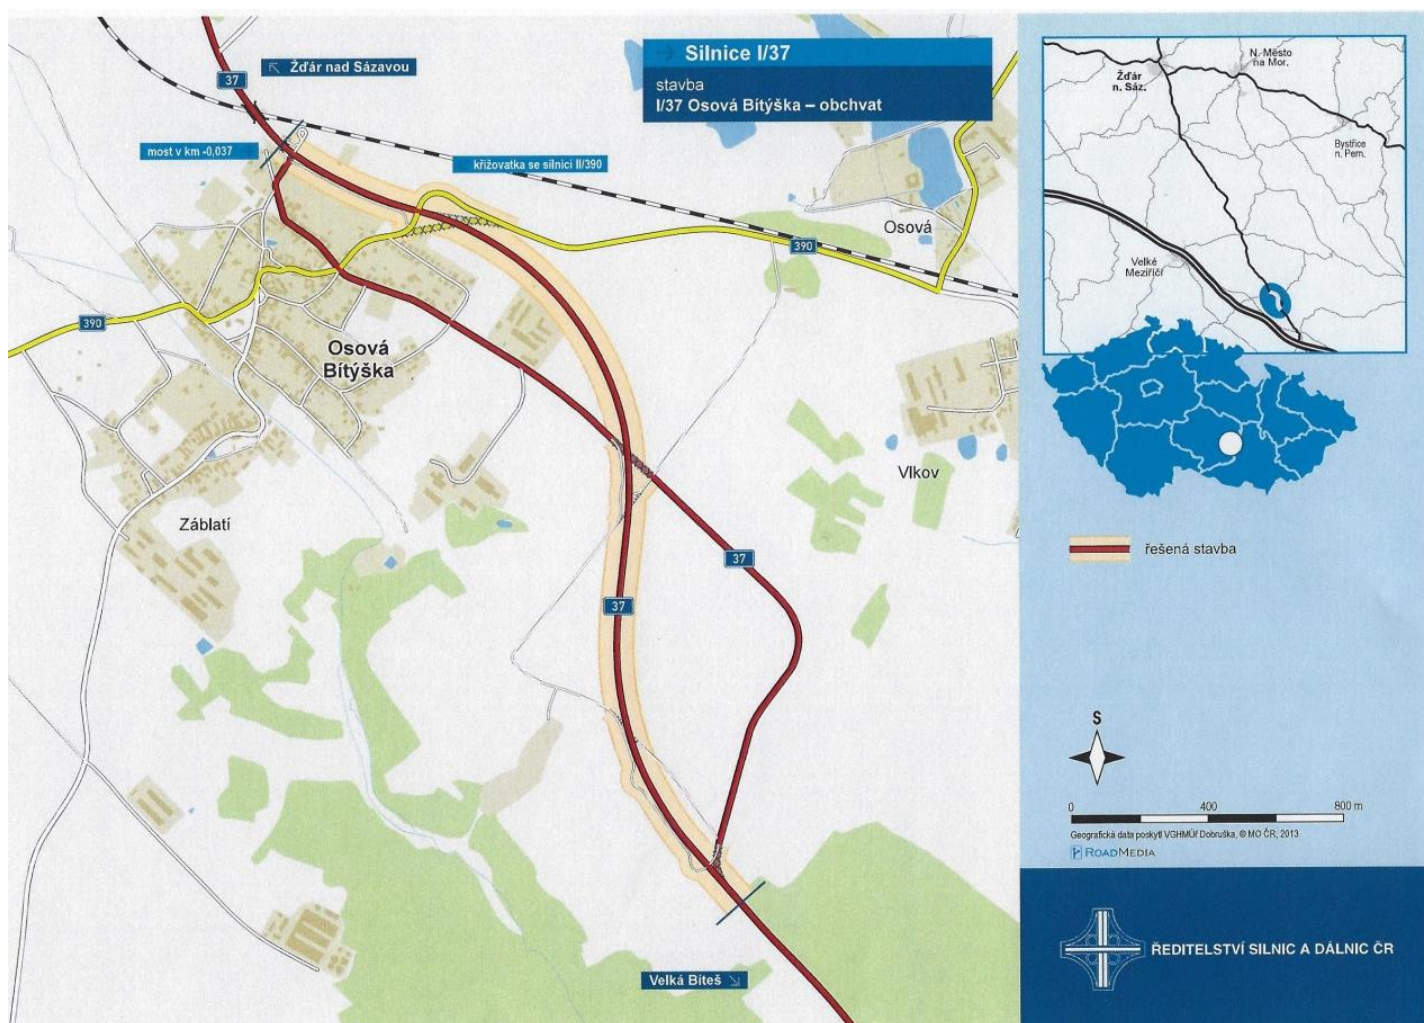 37
Žďár nad Sázavou
Silnice I/37
stavba
I/37 Osová Bítýška – obchvat
most v km -0,037
křižovatka se silnicí II/390
Osová
390
390
Osová
Bítýška
Záblatí
Vlkov
37
37
Velká Bíteš
Žďár
n. Sáz.
N. Město
na Mor.
Bystřice
n. Pern.
Velké
Meziříčí
řešená stavba
S
0 400 800 m
Geografická data poskytl VGHMÚř Dobruška, © MO ČR, 2013
ROADMEDIA
ŘEDITELSTVÍ SILNIC A DÁLNIC ČR